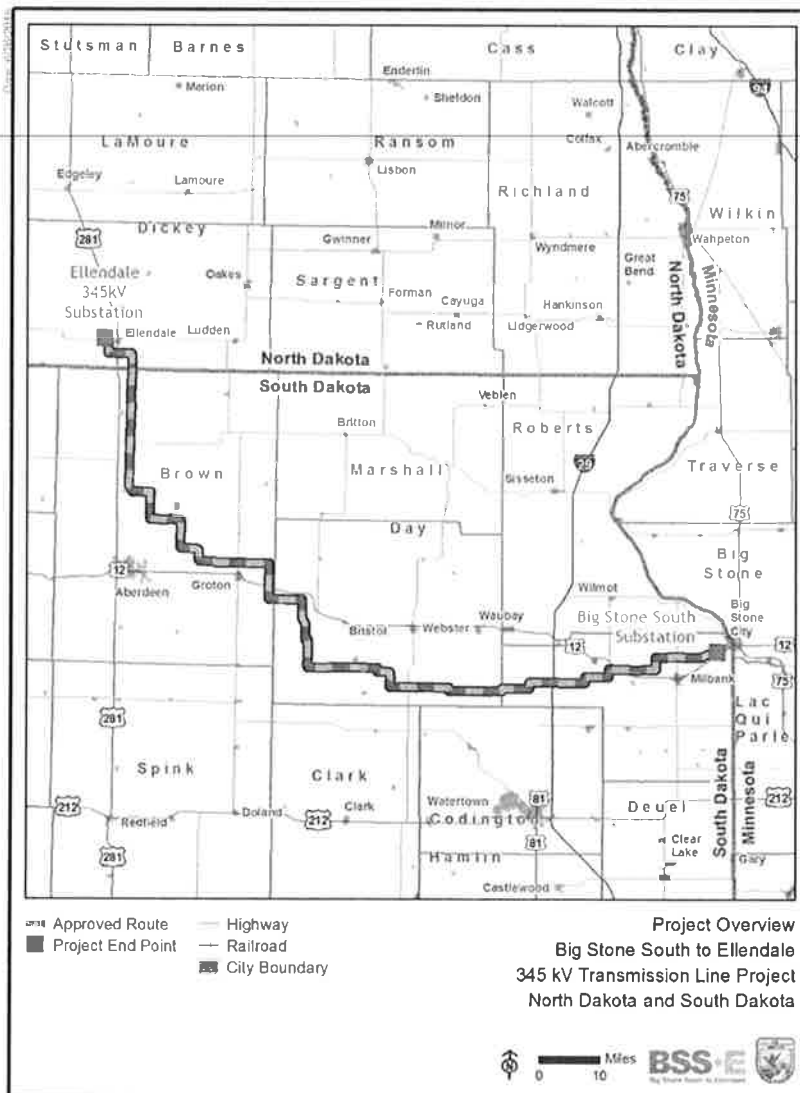 Stutsman
Barnes
Cass
Clay
Marion
Enderlin
Sheldon
Walcott
94
LaMoure
Ransom
Colfax
Abercrombie
Edgeley
Lamoure
Lisbon
Richland
75
Wilkin
Dickey
281
Gwinner
Milnor
Wyndmere
Wahpeton
Great
Bend
North Dakota
Minnesota
Ellendale
345kV
Substation
Oakes
Sargent
Forman
Cayuga
Rutland
Hankinson
Lidgerwood
Ellendale
Ludden
North Dakota
South Dakota
Veblen
Britton
Roberts
Brown
Marshall
29
Sisseton
Traverse
75
Day
Big
Stone
12
Aberdeen
Groton
Wilmot
Bristol
Webster
Waubay
Big Stone South
Substation
Big
Stone
City
12
12
Milbank
75
Lac
Qui
Parle
281
Spink
Clark
South Dakota
Minnesota
212
Redfield
Doland
212
Clark
Watertown
81
Codington
Deuel
212
281
81
Hamlin
Clear
Lake
Gary
Castlewood
Approved Route
Project End Point
Highway
Railroad
City Boundary
Project Overview
Big Stone South to Ellendale
345 kV Transmission Line Project
North Dakota and South Dakota
N
Miles
0 10
BSS·E
Big Stone South to Ellendale